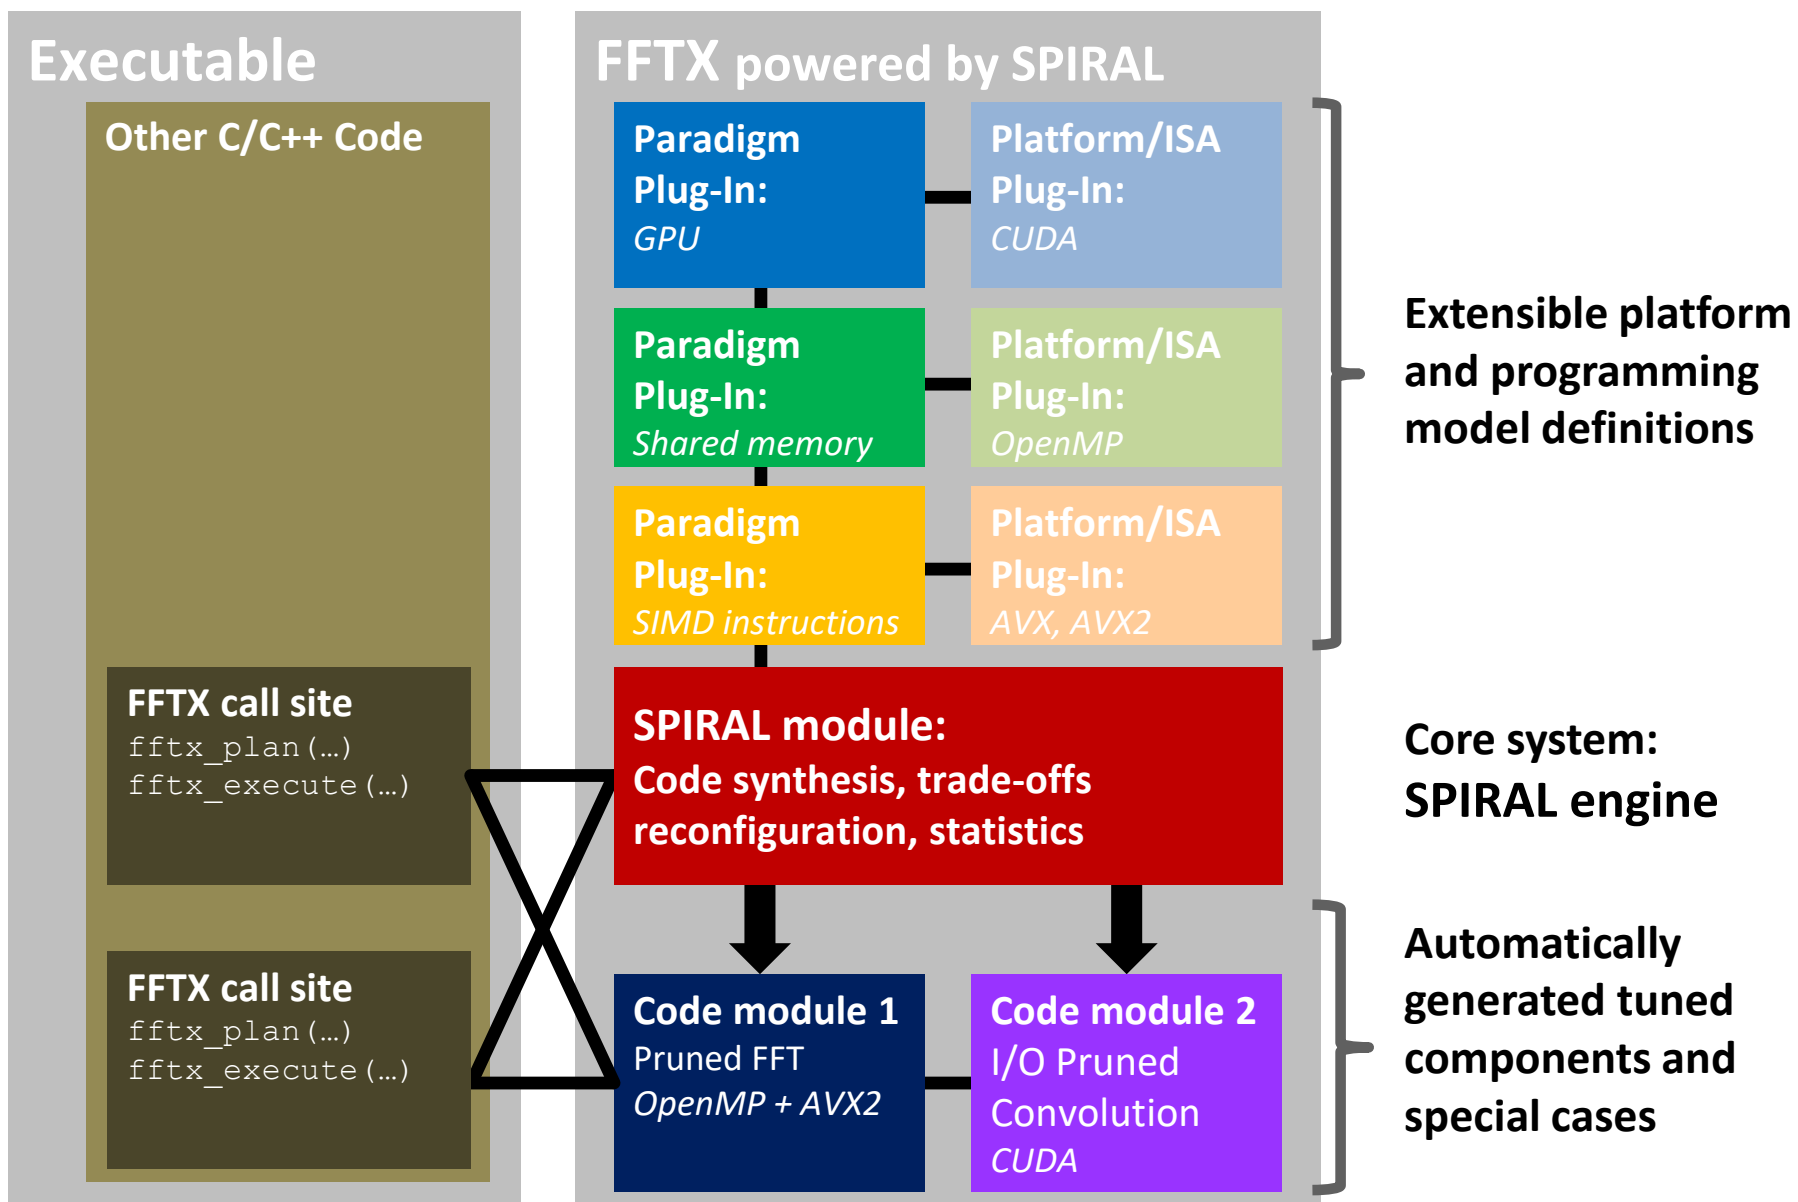 Executable
Other C/C++ Code
FFTX call site
fftx_plan(…)
fftx_execute(…)
FFTX call site
fftx_plan(…)
fftx_execute(…)
FFTX powered by SPIRAL
Paradigm
Plug-In:
GPU
Platform/ISA
Plug-In:
CUDA
Paradigm
Plug-In:
Shared memory
Platform/ISA
Plug-In:
OpenMP
Paradigm
Plug-In:
SIMD instructions
Platform/ISA
Plug-In:
AVX, AVX2
SPIRAL module:
Code synthesis, trade-offs
reconfiguration, statistics
Code module 1
Pruned FFT
OpenMP + AVX2
Code module 2
I/O Pruned
Convolution
CUDA
Extensible platform
and programming
model definitions
Core system:
SPIRAL engine
Automatically
generated tuned
components and
special cases